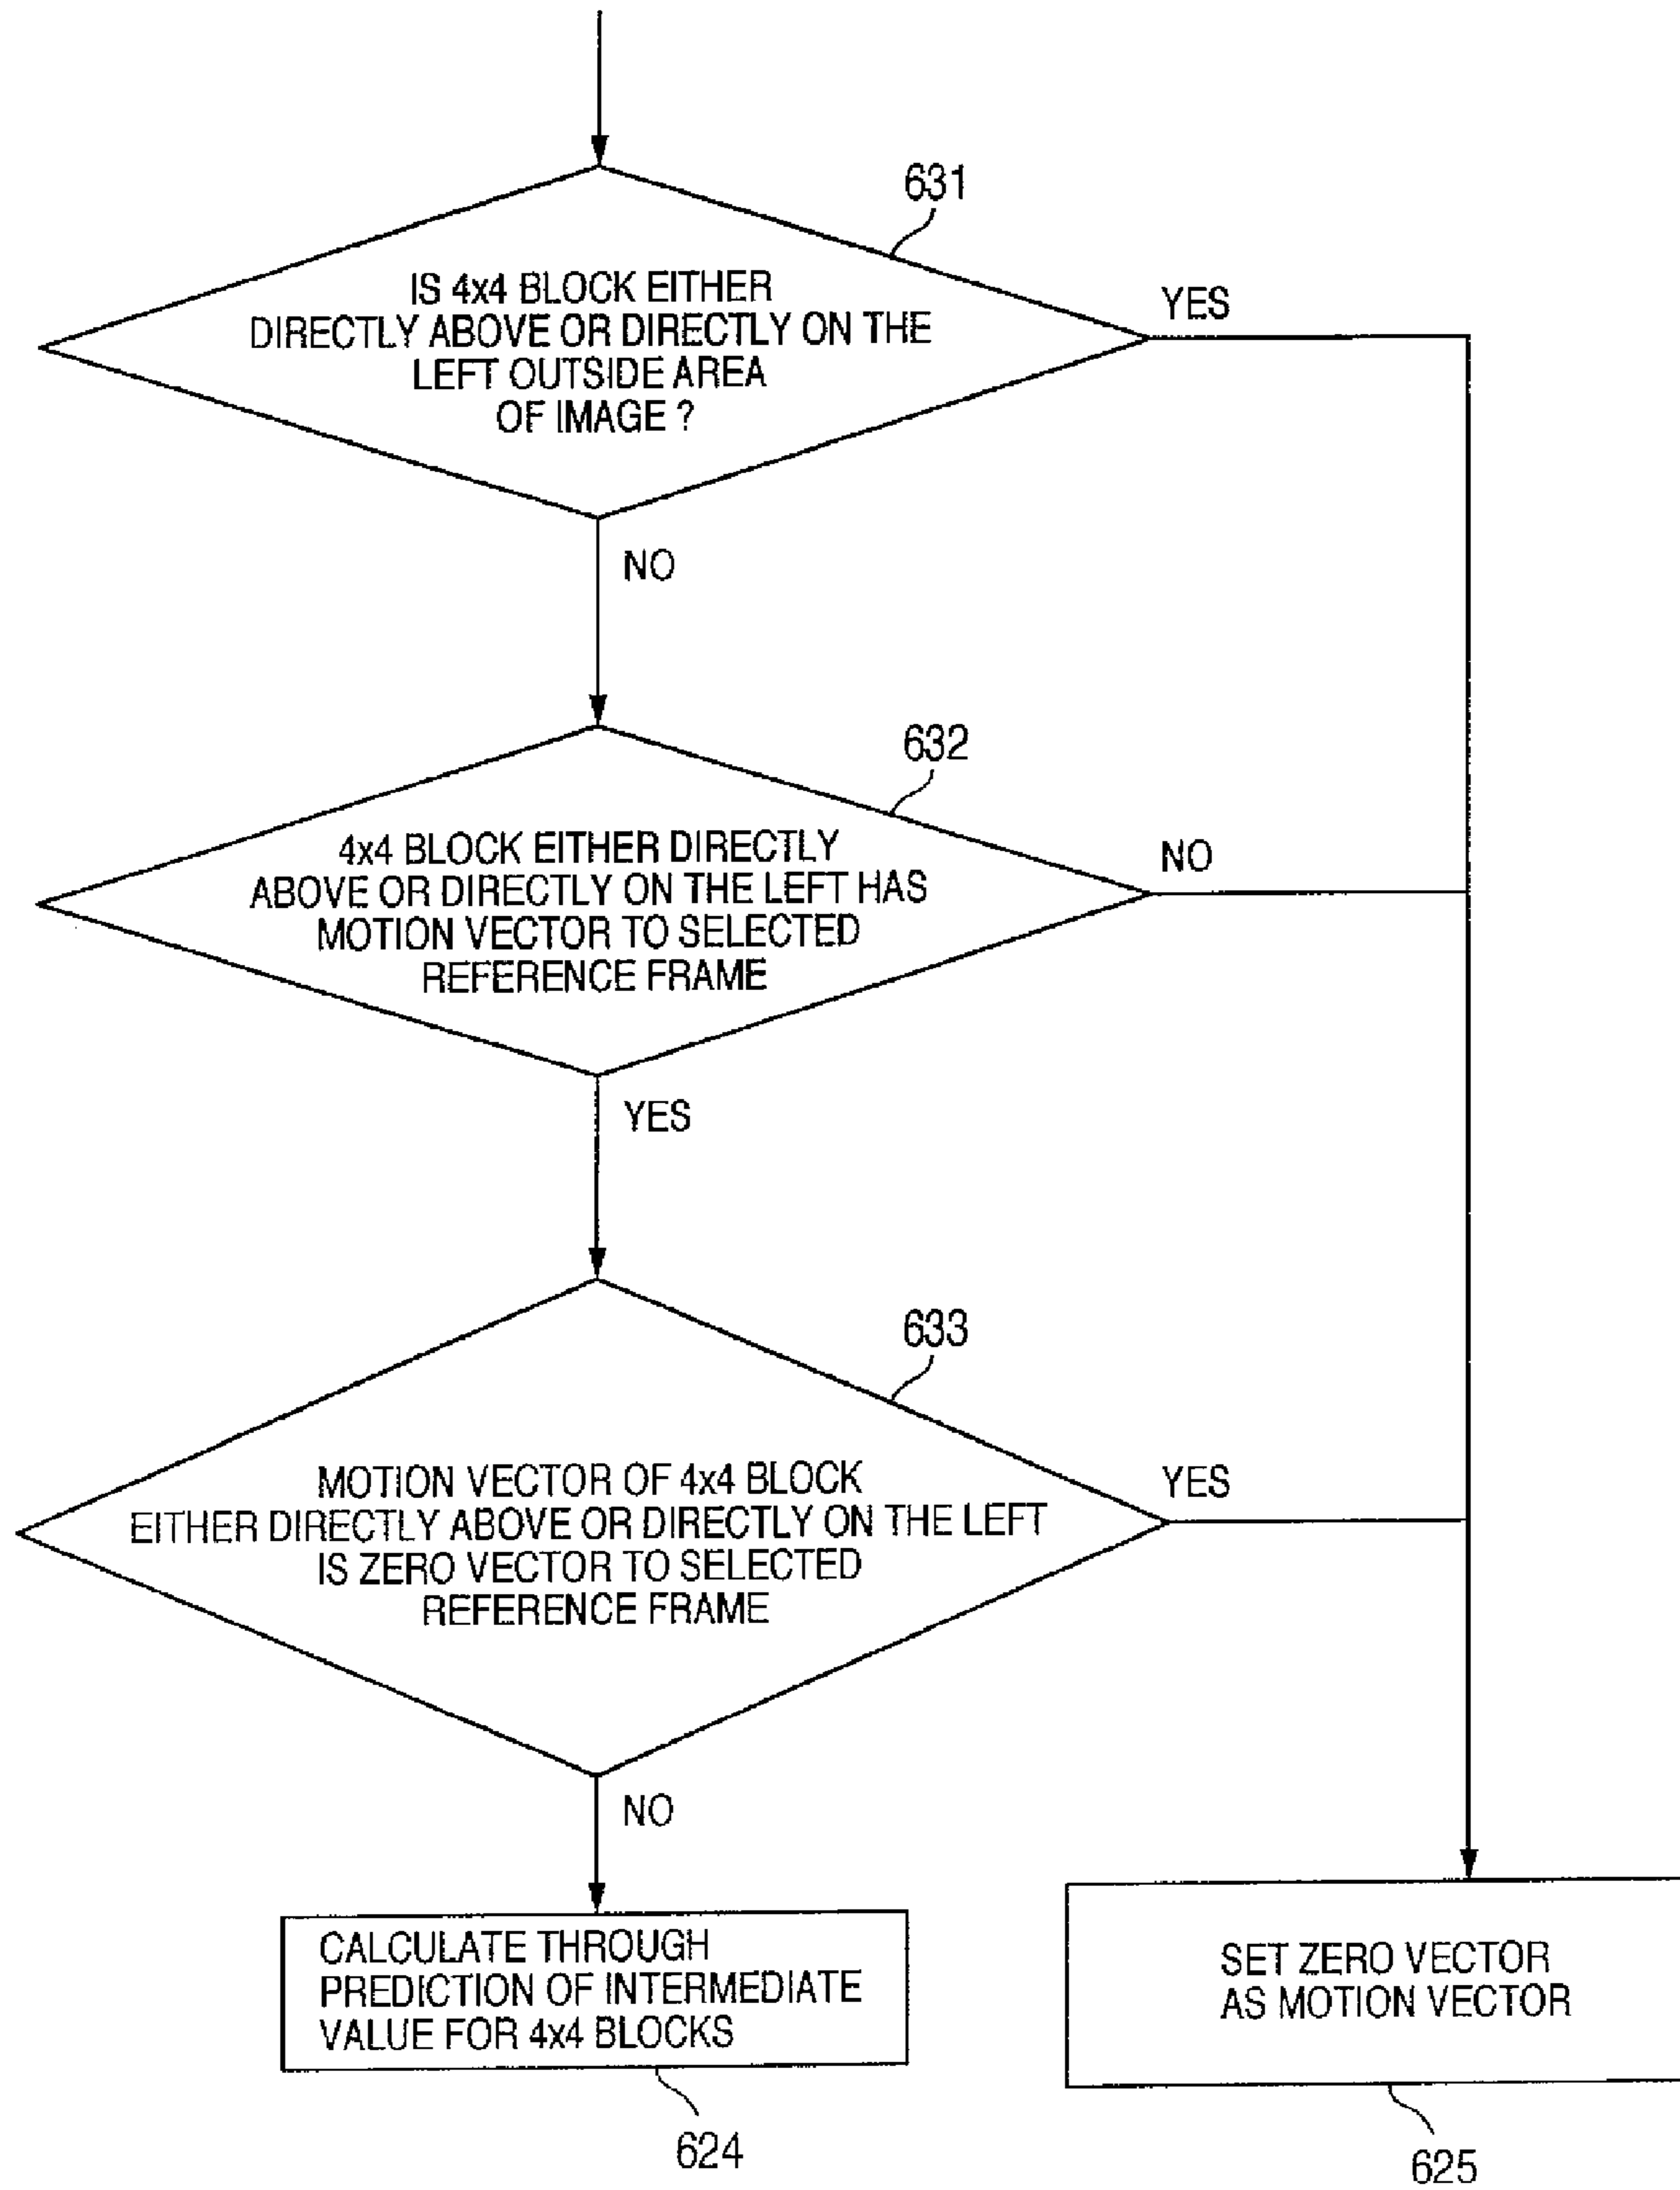 631
IS 4x4 BLOCK EITHER
DIRECTLY ABOVE OR DIRECTLY ON THE
LEFT OUTSIDE AREA
OF IMAGE ?
YES
NO
632
4x4 BLOCK EITHER DIRECTLY
ABOVE OR DIRECTLY ON THE LEFT HAS
MOTION VECTOR TO SELECTED
REFERENCE FRAME
NO
YES
633
MOTION VECTOR OF 4x4 BLOCK
EITHER DIRECTLY ABOVE OR DIRECTLY ON THE LEFT
IS ZERO VECTOR TO SELECTED
REFERENCE FRAME
YES
NO
CALCULATE THROUGH
PREDICTION OF INTERMEDIATE
VALUE FOR 4x4 BLOCKS
624
SET ZERO VECTOR
AS MOTION VECTOR
625